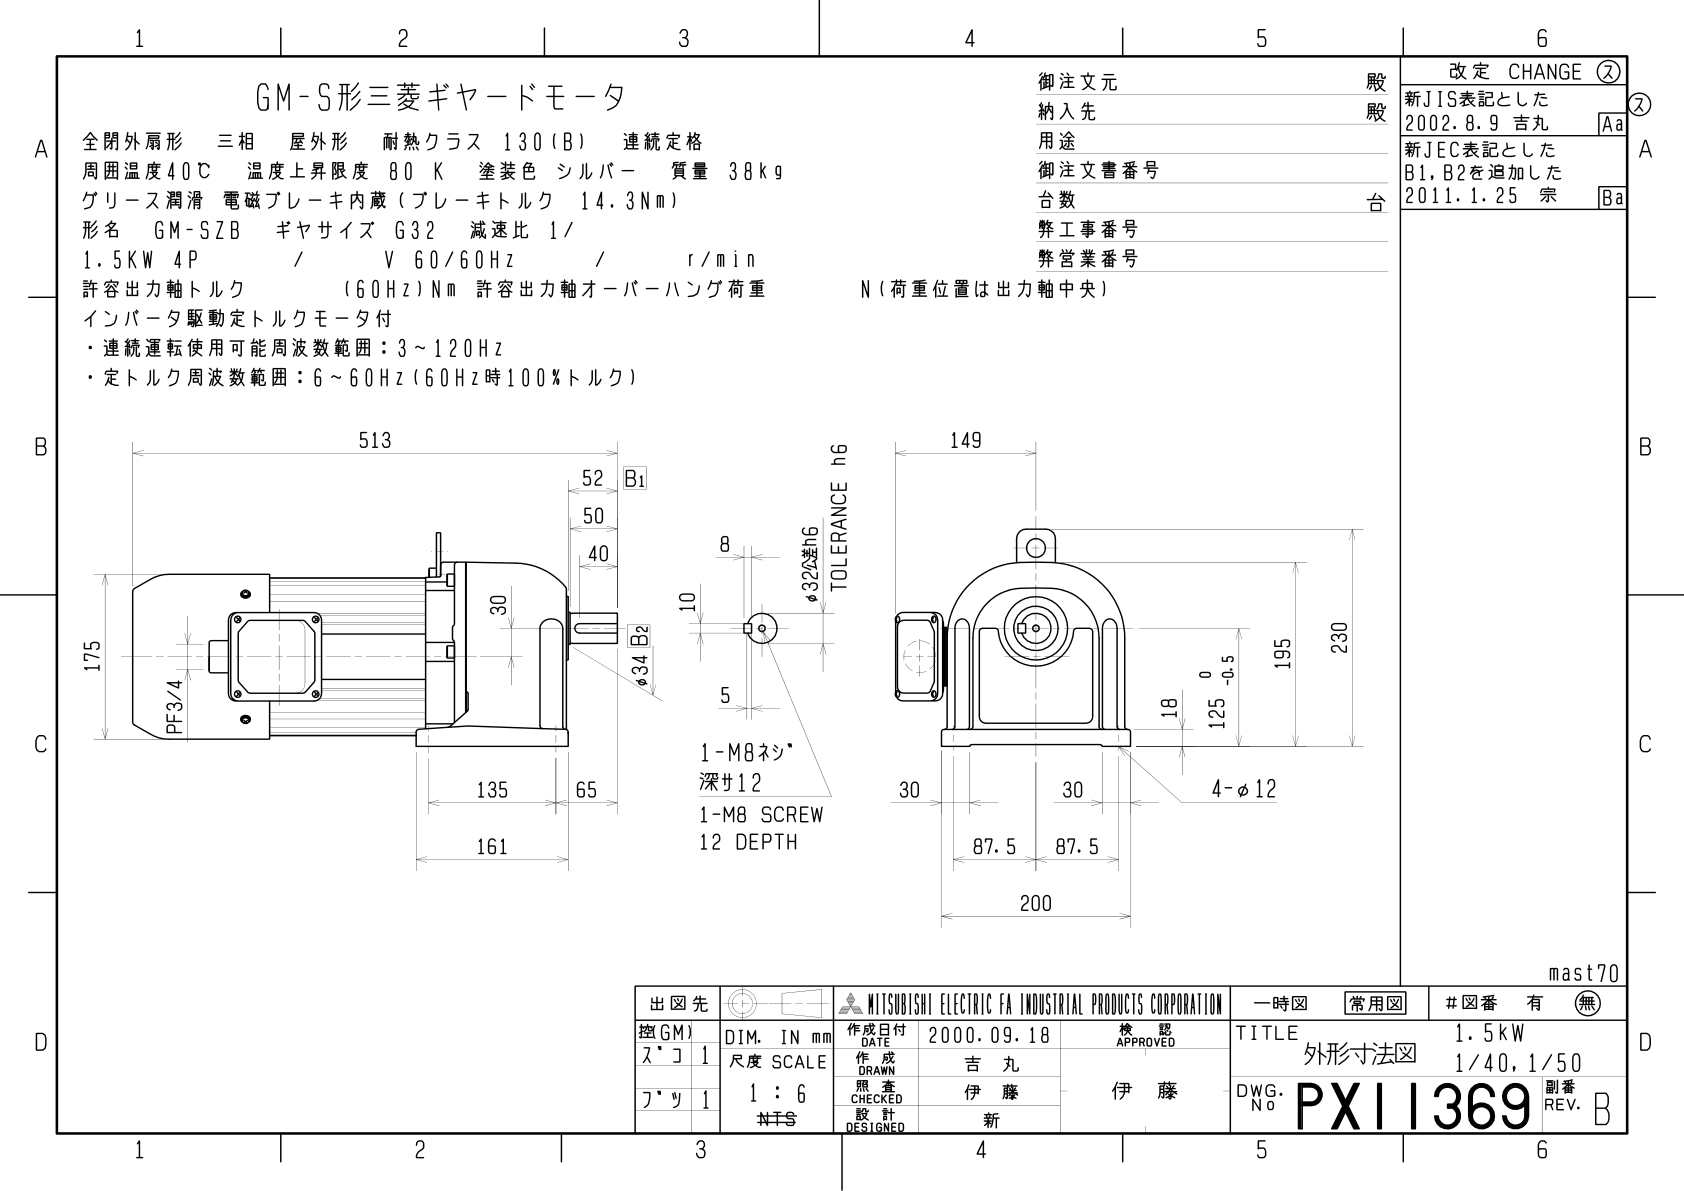 1 2 3 4 5 6
A
B
C
D
GM-S形三菱ギヤードモータ
全閉外扇形 三相 屋外形 耐熱クラス 130(B) 連続定格
周囲温度40℃ 温度上昇限度 80 K 塗装色 シルバー 質量 38kg
グリース潤滑 電磁ブレーキ内蔵(ブレーキトルク 14.3Nm)
形名 GM-SZB ギヤサイズ G32 減速比 1/
1.5KW 4P / V 60/60Hz / r/min
許容出力軸トルク (60Hz)Nm 許容出力軸オーバーハング荷重 N(荷重位置は出力軸中央)
インバータ駆動定トルクモータ付
・連続運転使用可能周波数範囲:3~120Hz
・定トルク周波数範囲:6~60Hz(60Hz時100%トルク)
御注文元 殿
納入先 殿
用途
御注文書番号
台数 台
弊工事番号
弊営業番号
改定 CHANGE ス
新JIS表記とした
2002.8.9 吉丸 Aa
ス
新JEC表記とした
B1,B2を追加した
2011.1.25 宗 Ba
A
B
C
D
513
52 B1
50
40
30
B2
φ34
175
PF3/4
135
65
161
8
10
5
φ32公差h6
TOLERANCE h6
1-M8ネジ
深サ12
1-M8 SCREW
12 DEPTH
149
230
195
125 0 -0.5
18
30
30
4-φ12
87.5
87.5
200
mast70
出図先
控(GM)
ズコ 1
ブツ 1
DIM. IN mm
尺度 SCALE
1 : 6
NTS
MITSUBISHI ELECTRIC FA INDUSTRIAL PRODUCTS CORPORATION
作成日付
DATE
2000.09.18
作成
DRAWN
吉丸
照査
CHECKED
伊藤
設計
DESIGNED
新
検認
APPROVED
伊藤
一時図 常用図 #図番 有 無
TITLE
外形寸法図
1.5kW
1/40,1/50
DWG.
No
PX11369
副番
REV.
B
1 2 3 4 5 6